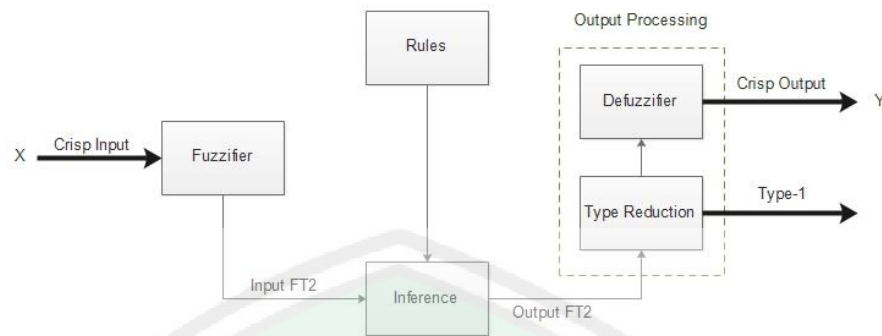 Output Processing
Rules
Defuzzifier
Crisp Output
Y
X
Crisp Input
Fuzzifier
Type Reduction
Type-1
Input FT2
Inference
Output FT2